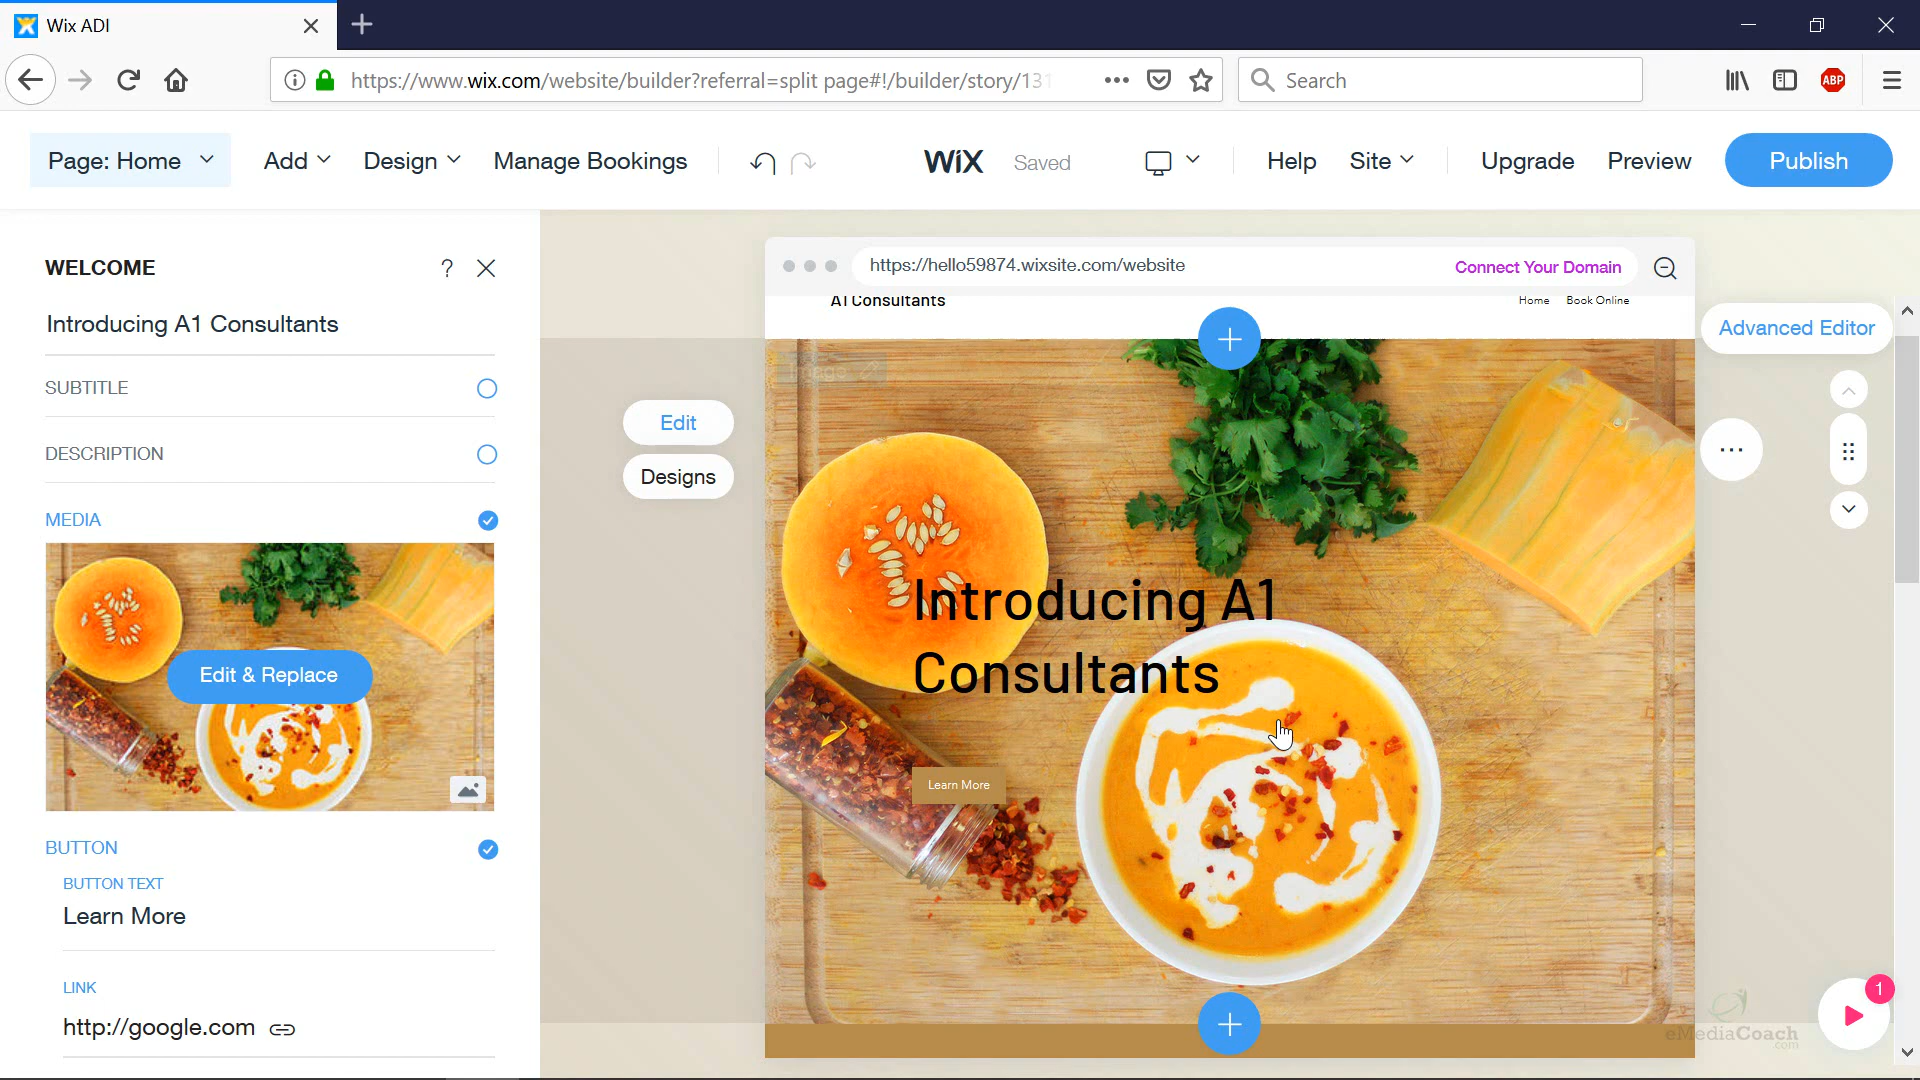 Wix ADI
https://www.wix.com/website/builder?referral=split page#!/builder/story/131
Search
ABP
Page: Home
Add
Design
Manage Bookings
WiX
Saved
Help
Site
Upgrade
Preview
Publish
WELCOME
?
Introducing A1 Consultants
SUBTITLE
DESCRIPTION
MEDIA
Edit & Replace
BUTTON
BUTTON TEXT
Learn More
LINK
http://google.com
https://hello59874.wixsite.com/website
Connect Your Domain
A1 Consultants
Home
Book Online
Advanced Editor
Edit
Designs
Introducing A1
Consultants
Learn More
1
eMediaCoach
.com